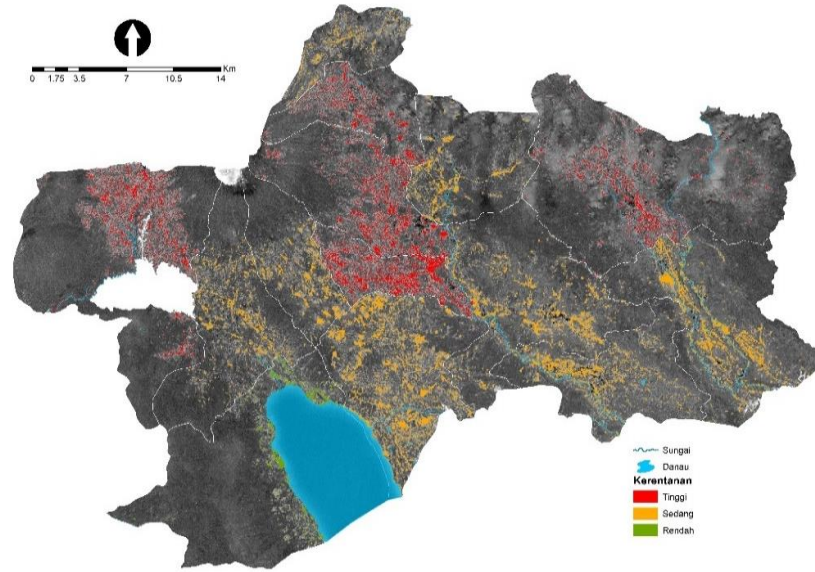 Km
0 1.75 3.5 7 10.5 14
Sungai
Danau
Kerentanan
Tinggi
Sedang
Rendah